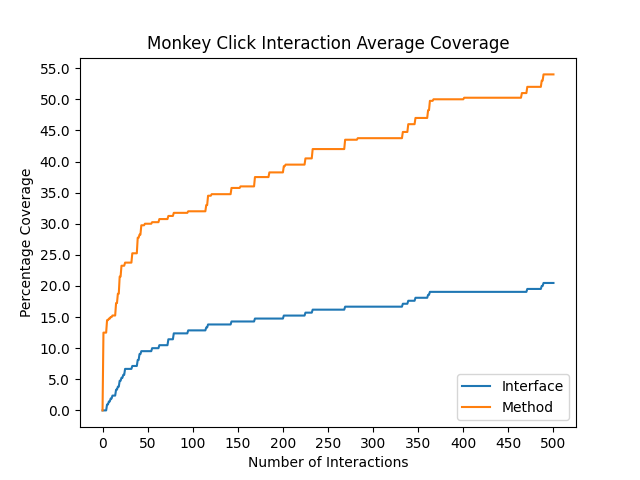 Monkey Click Interaction Average Coverage
55.0
50.0
45.0
40.0
35.0
30.0
25.0
20.0
15.0
10.0
5.0
0.0
Percentage Coverage
Interface
Method
0 50 100 150 200 250 300 350 400 450 500
Number of Interactions